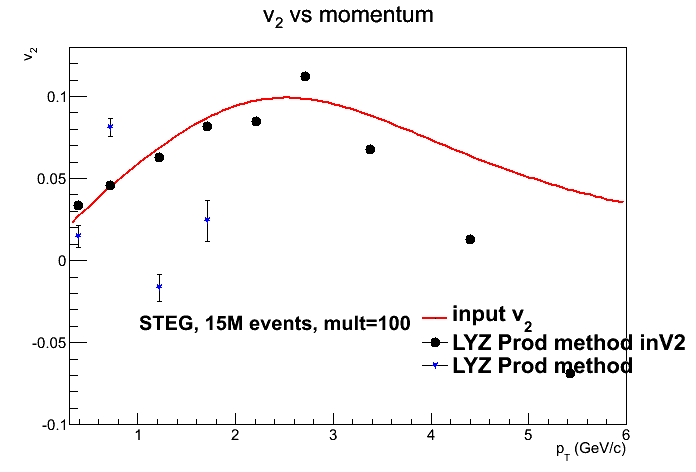 v2 vs momentum
v2
0.1
0.05
0
-0.05
-0.1
STEG, 15M events, mult=100
input v2
LYZ Prod method inV2
LYZ Prod method
1 2 3 4 5 6
pT (GeV/c)